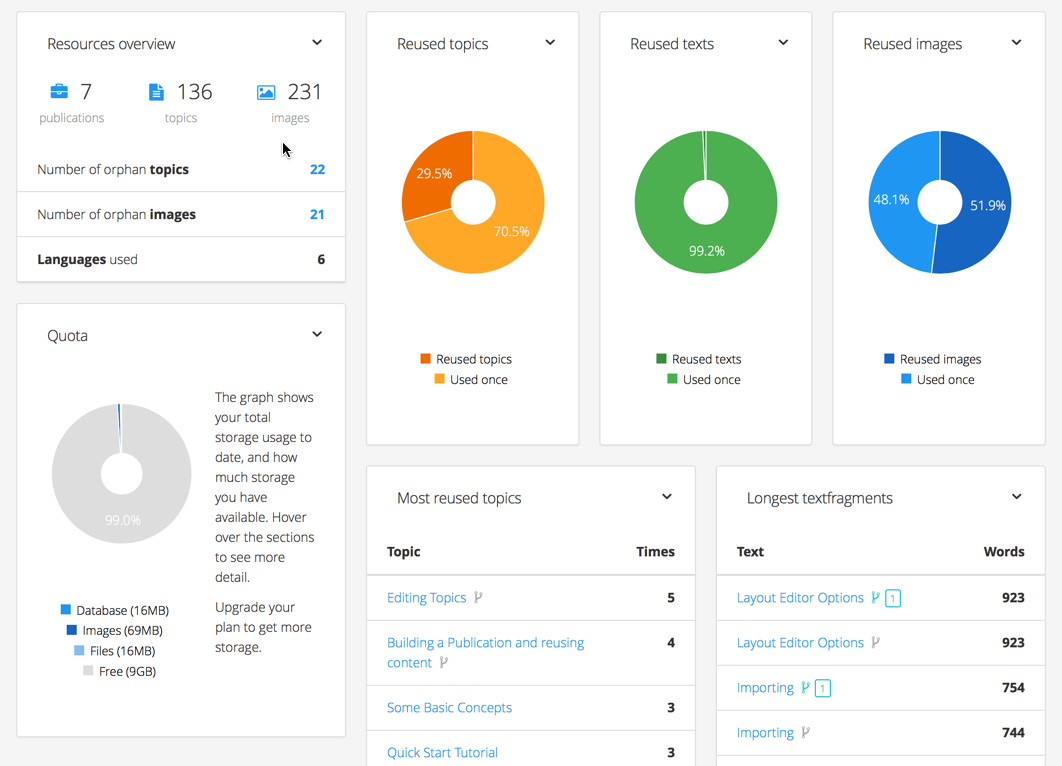 Resources overview
7 136 231
publications topics images
Number of orphan topics 22
Number of orphan images 21
Languages used 6
Quota
99.0%
The graph shows
your total
storage usage to
date, and how
much storage
you have
available. Hover
over the sections
to see more
detail.
Upgrade your
plan to get more
storage.
Database (16MB)
Images (69MB)
Files (16MB)
Free (9GB)
Reused topics
29.5%
70.5%
Reused topics
Used once
Reused texts
99.2%
Reused texts
Used once
Reused images
48.1%
51.9%
Reused images
Used once
Most reused topics
Topic Times
Editing Topics 5
Building a Publication and reusing 4
content
Some Basic Concepts 3
Quick Start Tutorial 3
Longest textfragments
Text Words
Layout Editor Options 1 923
Layout Editor Options 923
Importing 1 754
Importing 744